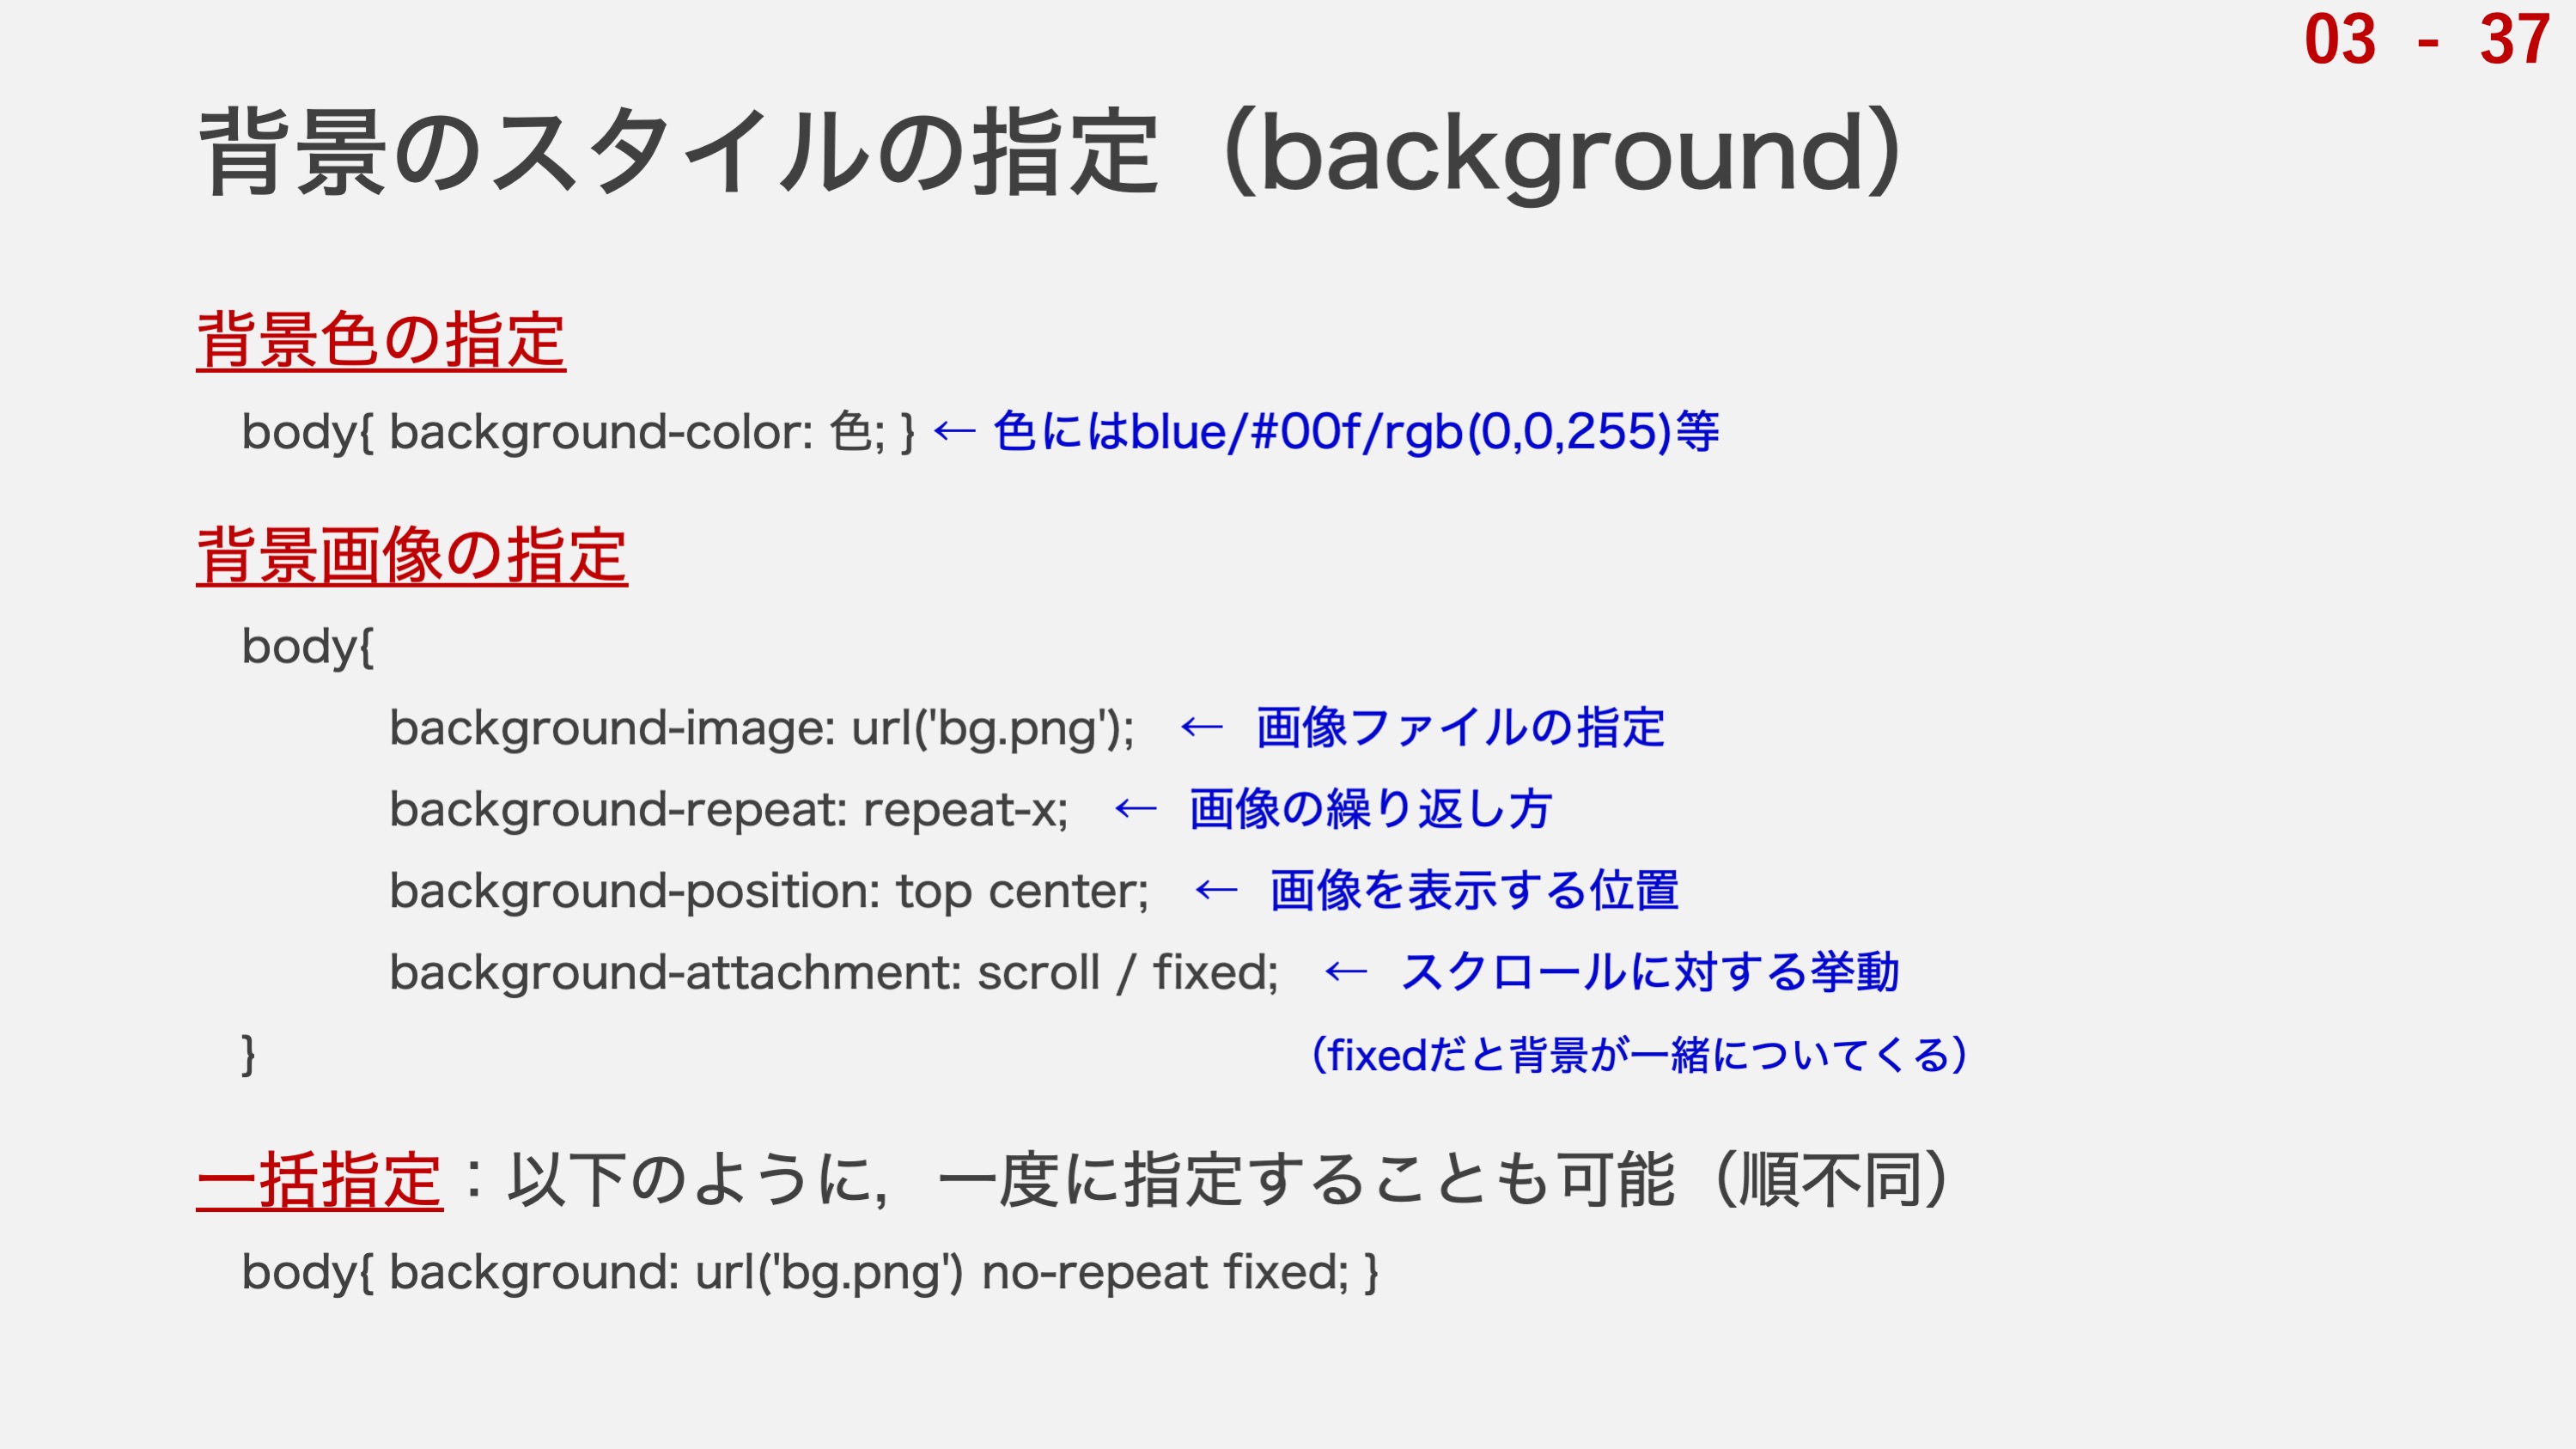 03 - 37
背景のスタイルの指定（background）
背景色の指定
body{ background-color: 色; } ← 色にはblue/#00f/rgb(0,0,255)等
背景画像の指定
body{
background-image: url('bg.png'); ← 画像ファイルの指定
background-repeat: repeat-x; ← 画像の繰り返し方
background-position: top center; ← 画像を表示する位置
background-attachment: scroll / fixed; ← スクロールに対する挙動
} （fixedだと背景が一緒についてくる）
一括指定：以下のように，一度に指定することも可能（順不同）
body{ background: url('bg.png') no-repeat fixed; }